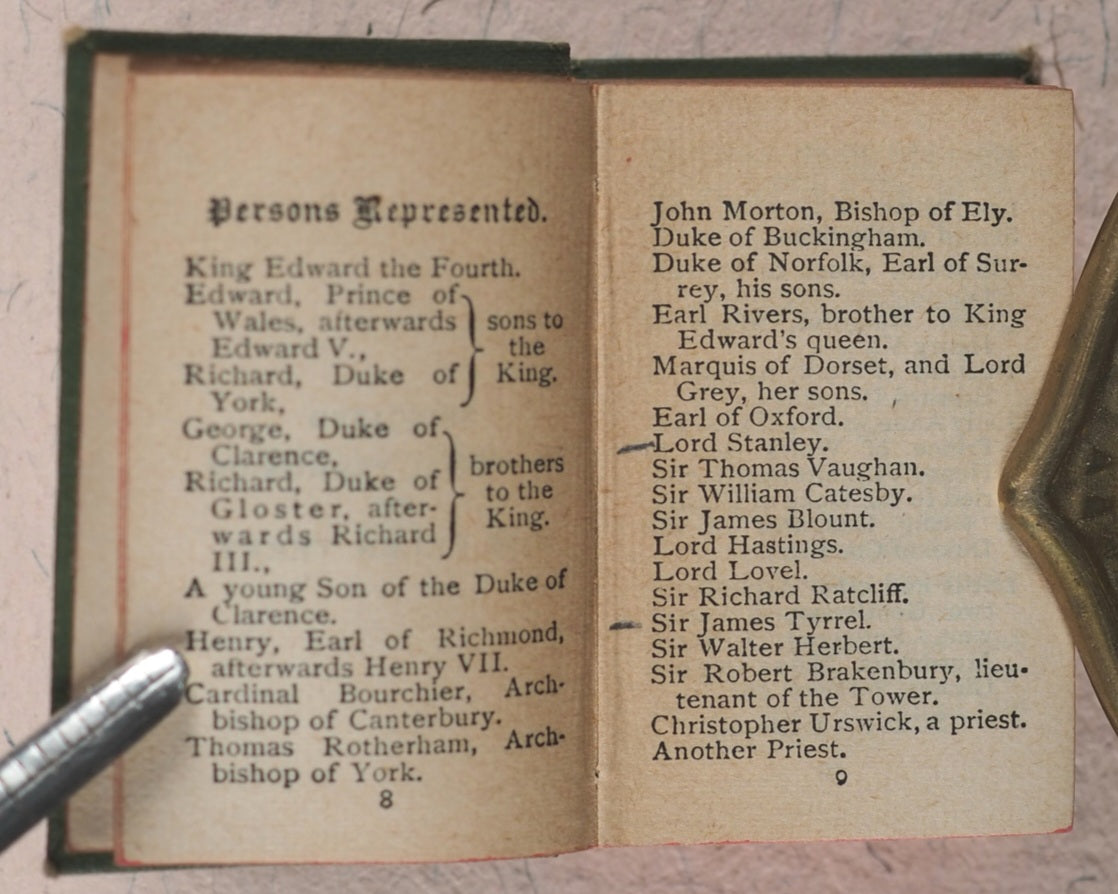 Persons Represented.
King Edward the Fourth.
Edward, Prince of
Wales, afterwards
Edward V.,
Richard, Duke of
York,
sons to
the
King.
George, Duke of
Clarence,
Richard, Duke of
Gloster, after-
wards Richard
III.,
brothers
to the
King.
A young Son of the Duke of
Clarence.
Henry, Earl of Richmond,
afterwards Henry VII.
Cardinal Bourchier, Arch-
bishop of Canterbury.
Thomas Rotherham, Arch-
bishop of York.
8
John Morton, Bishop of Ely.
Duke of Buckingham.
Duke of Norfolk, Earl of Sur-
rey, his sons.
Earl Rivers, brother to King
Edward's queen.
Marquis of Dorset, and Lord
Grey, her sons.
Earl of Oxford.
Lord Stanley.
Sir Thomas Vaughan.
Sir William Catesby.
Sir James Blount.
Lord Hastings.
Lord Lovel.
Sir Richard Ratcliff.
Sir James Tyrrel.
Sir Walter Herbert.
Sir Robert Brakenbury, lieu-
tenant of the Tower.
Christopher Urswick, a priest.
Another Priest.
9